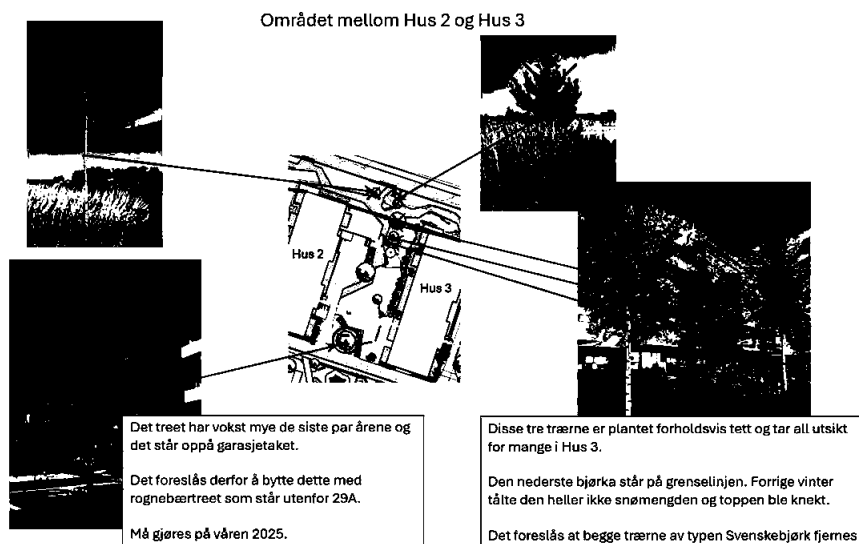 Området mellom Hus 2 og Hus 3
Hus 2
Hus 3
Det treet har vokst mye de siste par årene og
det står oppå garasjetaket.
Det foreslås derfor å bytte dette med
rognebærtreet som står utenfor 29A.
Må gjøres på våren 2025.
Disse tre trærne er plantet forholdsvis tett og tar all utsikt
for mange i Hus 3.
Den nederste bjørka står på grenselinjen. Forrige vinter
tålte den heller ikke snømengden og toppen ble knekt.
Det foreslås at begge trærne av typen Svenskebjørk fjernes